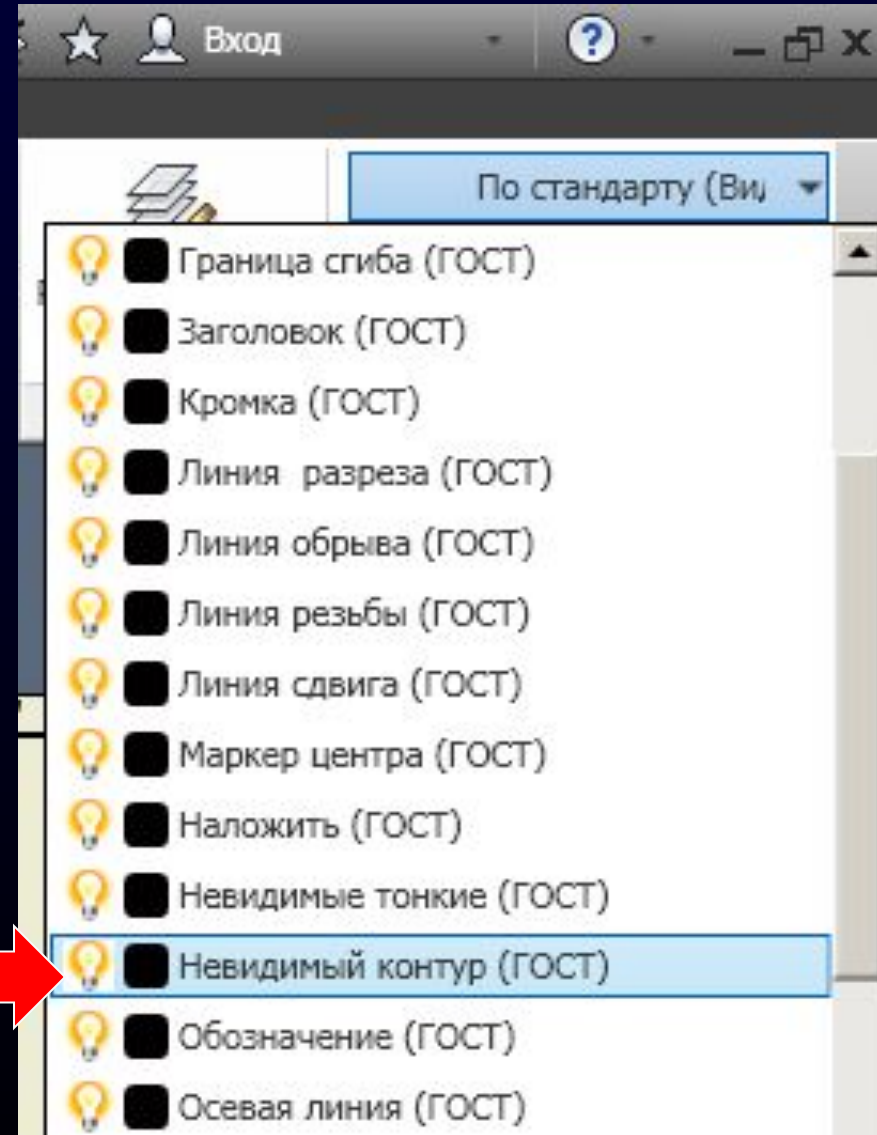 Вход
?
По стандарту (Ви
Граница сгиба (ГОСТ)
Заголовок (ГОСТ)
Кромка (ГОСТ)
Линия разреза (ГОСТ)
Линия обрыва (ГОСТ)
Линия резьбы (ГОСТ)
Линия сдвига (ГОСТ)
Маркер центра (ГОСТ)
Наложить (ГОСТ)
Невидимые тонкие (ГОСТ)
Невидимый контур (ГОСТ)
Обозначение (ГОСТ)
Осевая линия (ГОСТ)